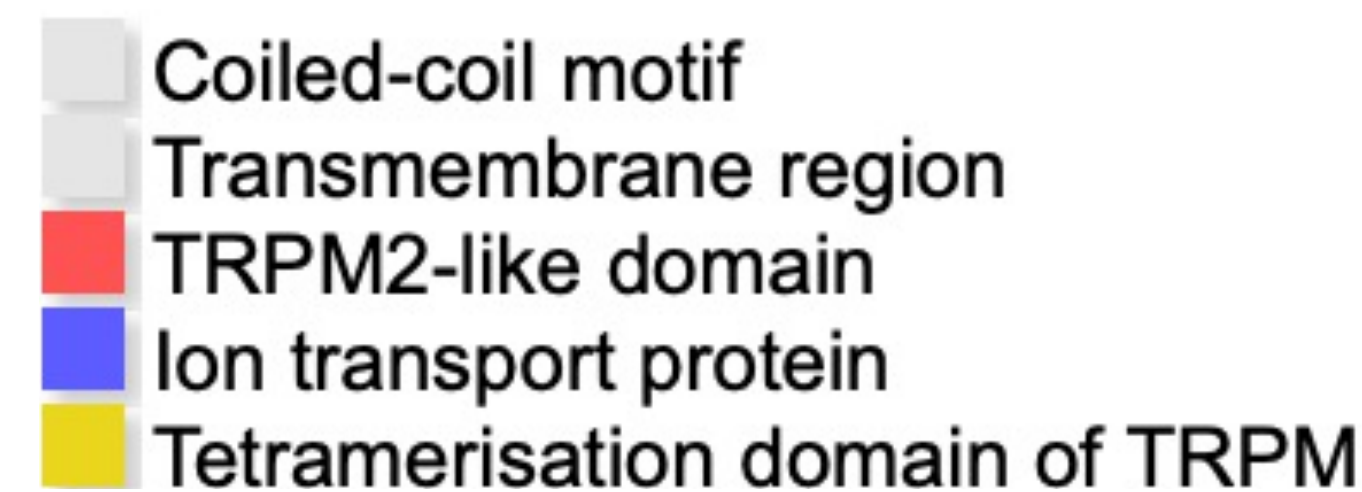 Coiled-coil motif
Transmembrane region
TRPM2-like domain
Ion transport protein
Tetramerisation domain of TRPM